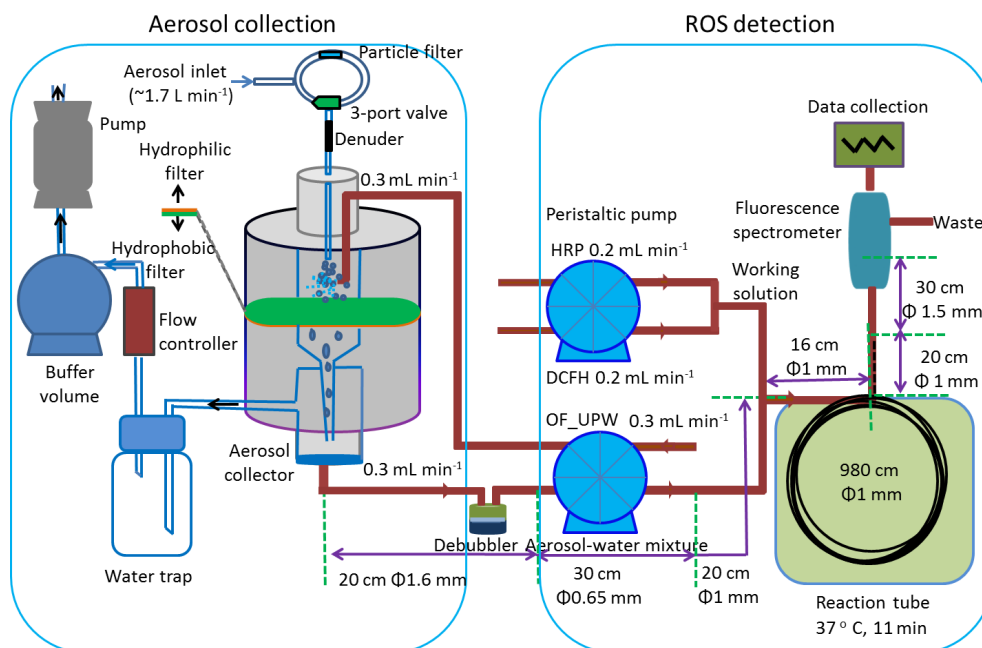 Aerosol collection
ROS detection
Particle filter
Aerosol inlet
(~1.7 L min⁻¹)
3-port valve
Denuder
Pump
Hydrophilic
filter
0.3 mL min⁻¹
Hydrophobic
filter
Flow
controller
Buffer
volume
Aerosol
collector
0.3 mL min⁻¹
Water trap
Debubbler
20 cm Φ1.6 mm
Data collection
Fluorescence
spectrometer
Waste
Peristaltic pump
HRP 0.2 mL min⁻¹
Working
solution
30 cm
Φ 1.5 mm
DCFH 0.2 mL min⁻¹
16 cm
Φ1 mm
20 cm
Φ 1 mm
OF_UPW
0.3 mL min⁻¹
980 cm
Φ1 mm
Aerosol-water mixture
30 cm
Φ0.65 mm
20 cm
Φ1 mm
Reaction tube
37 ° C, 11 min